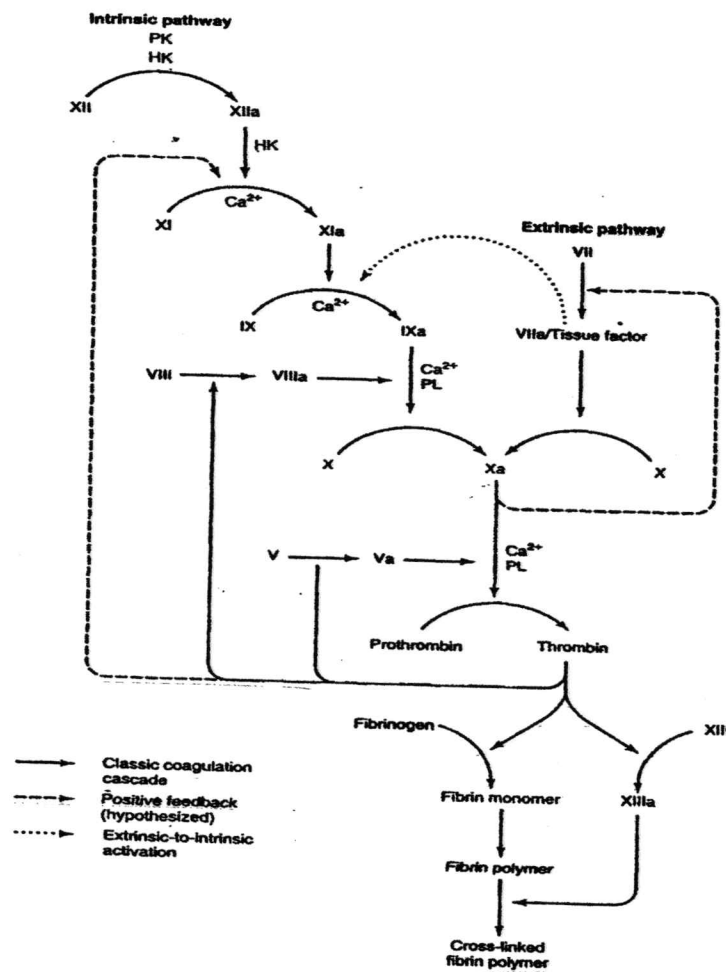 Intrinsic pathway
PK
HK
XII
XIIa
HK
Ca2+
XI
XIa
Extrinsic pathway
VII
Ca2+
IX
IXa
VIIa/Tissue factor
VIII
VIIIa
Ca2+
PL
X
Xa
X
V
Va
Ca2+
PL
Prothrombin
Thrombin
Fibrinogen
XII
Classic coagulation
cascade
Positive feedback
(hypothesized)
Extrinsic-to-intrinsic
activation
Fibrin monomer
XIIIa
Fibrin polymer
Cross-linked
fibrin polymer